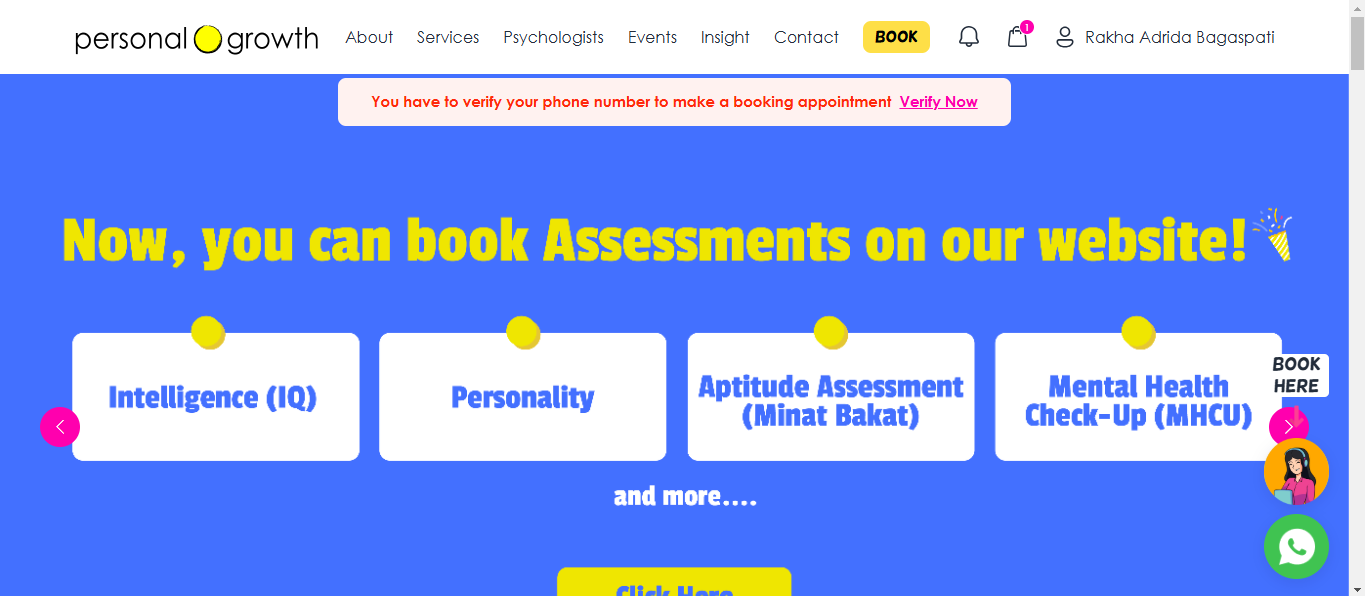 personal growth
About Services Psychologists Events Insight Contact BOOK 1 Rakha Adrida Bagaspati
You have to verify your phone number to make a booking appointment Verify Now
Now, you can book Assessments on our website!
Intelligence (IQ)
Personality
Aptitude Assessment
(Minat Bakat)
Mental Health
Check-Up (MHCU)
BOOK
HERE
and more....
Click Here